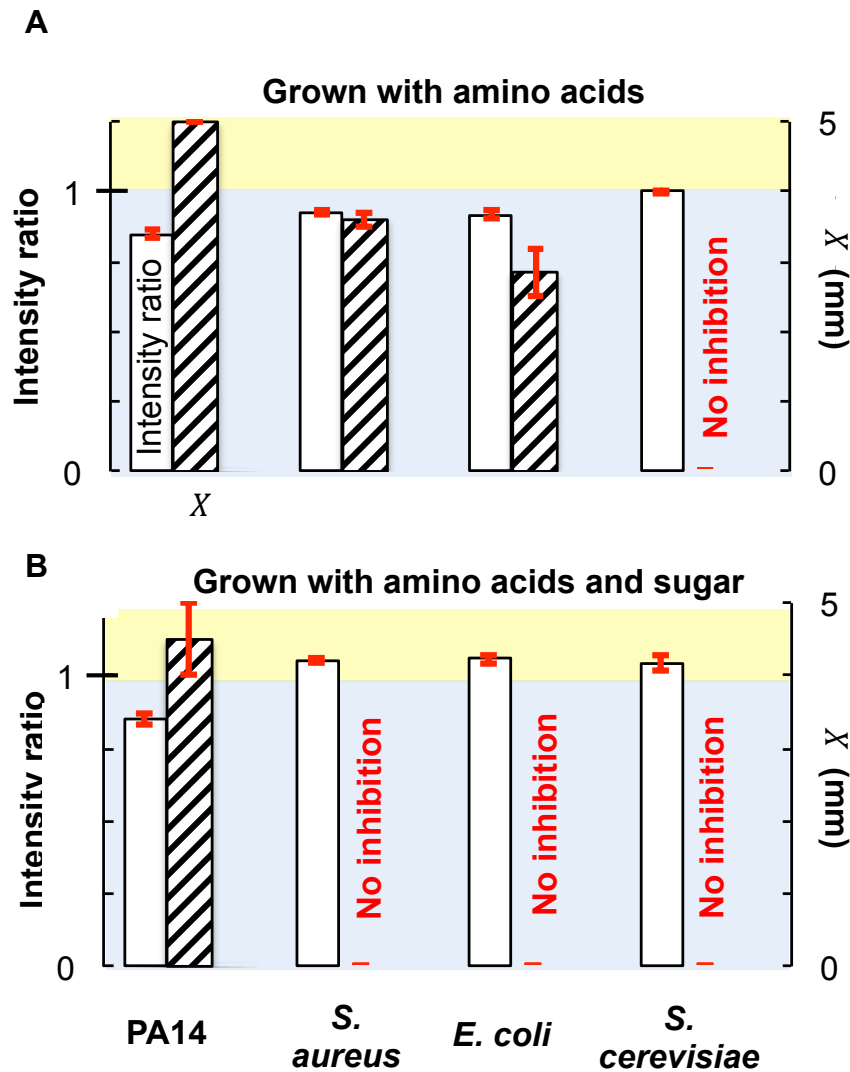 A
Grown with amino acids
Intensity ratio
1
0
Intensity ratio
X
No inhibition
5
0
X (mm)
B
Grown with amino acids and sugar
Intensity ratio
1
0
No inhibition
No inhibition
No inhibition
5
0
X (mm)
PA14
S. aureus
E. coli
S. cerevisiae